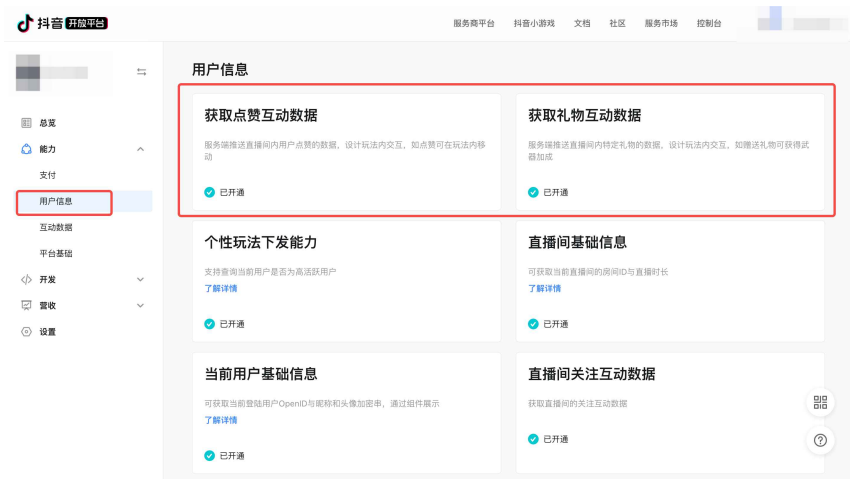 抖音 开放平台
服务商平台 抖音小游戏 文档 社区 服务市场 控制台
总览
能力
支付
用户信息
互动数据
平台基础
开发
营收
设置
用户信息
获取点赞互动数据
服务端推送直播间内用户点赞的数据，设计玩法内交互，如点赞可在玩法内移
动
已开通
获取礼物互动数据
服务端推送直播间内特定礼物的数据，设计玩法内交互，如赠送礼物可获得武
器加成
已开通
个性玩法下发能力
支持查询当前用户是否为高活跃用户
了解详情
已开通
直播间基础信息
可获取当前直播间的房间ID与直播时长
了解详情
已开通
当前用户基础信息
可获取当前登陆用户OpenID与昵称和头像加密串，通过组件展示
了解详情
已开通
直播间关注互动数据
获取直播间的关注互动数据
已开通